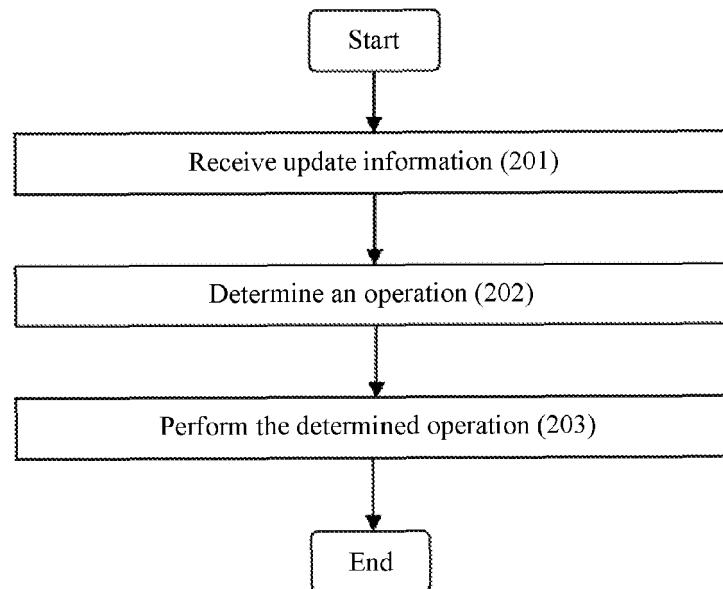 Start
Receive update information (201)
Determine an operation (202)
Perform the determined operation (203)
End